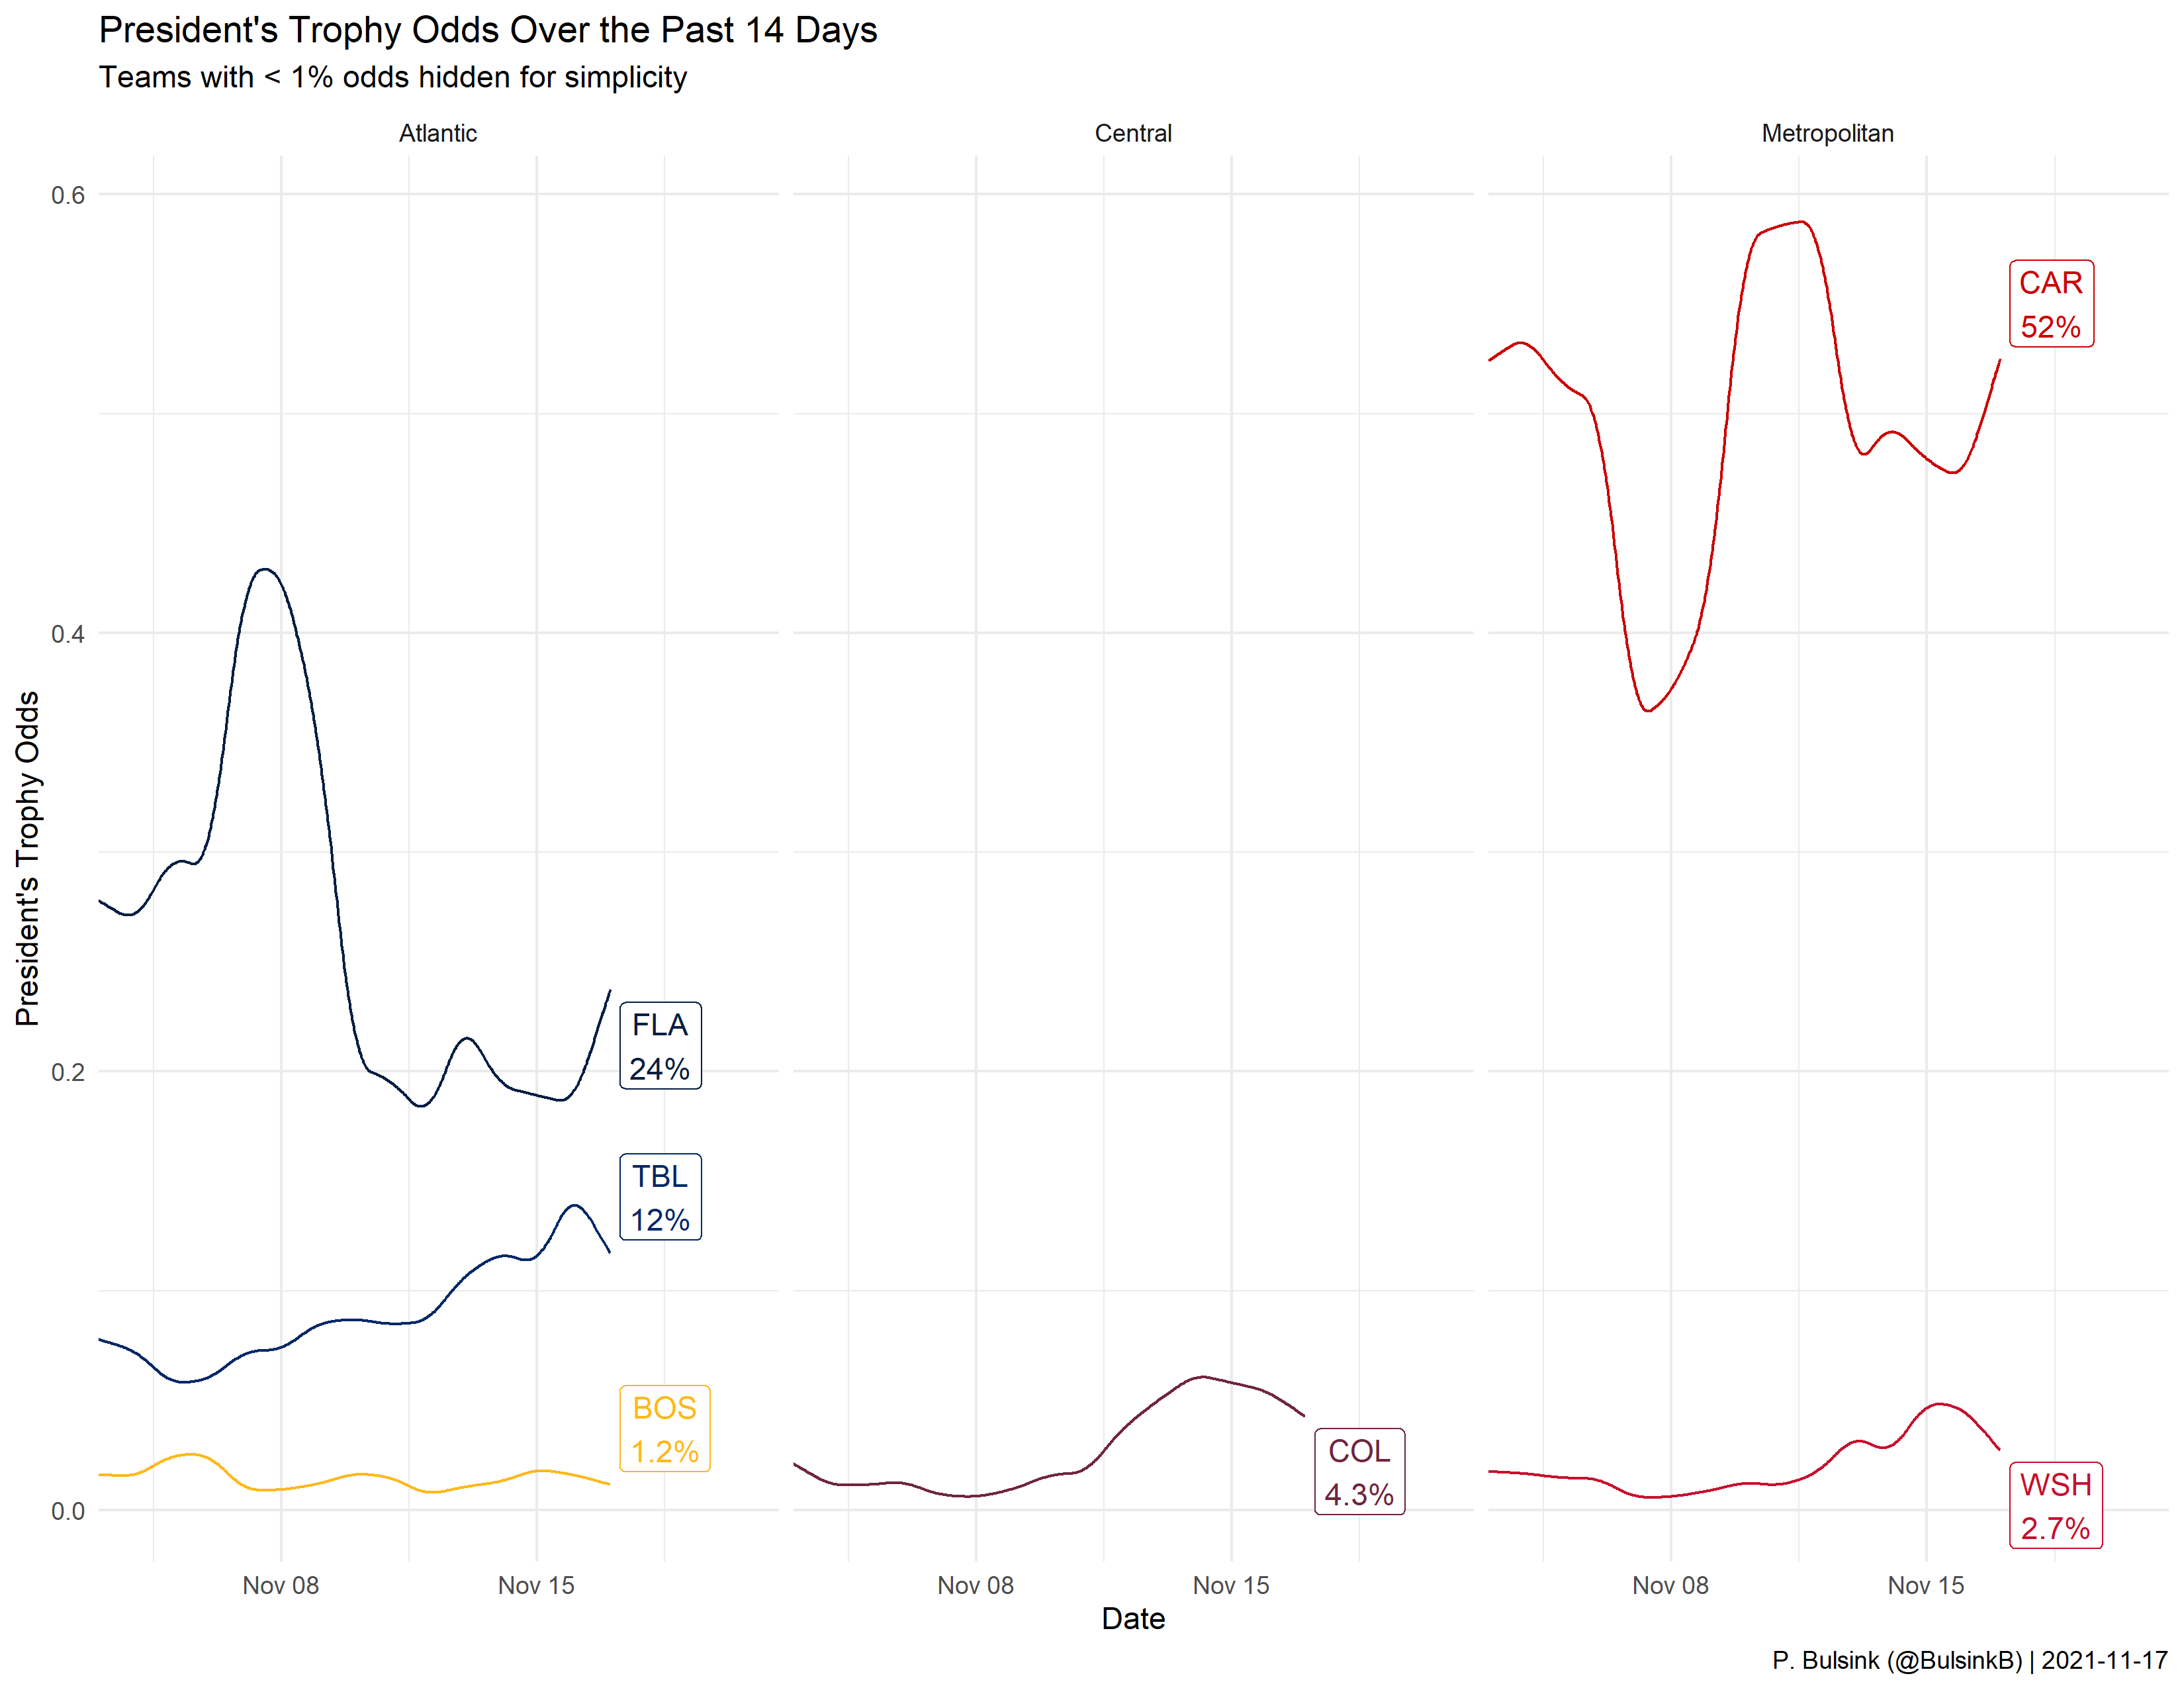 President's Trophy Odds Over the Past 14 Days
Teams with < 1% odds hidden for simplicity
Atlantic
Central
Metropolitan
President's Trophy Odds
0.6
0.4
0.2
0.0
FLA
24%
TBL
12%
BOS
1.2%
COL
4.3%
CAR
52%
WSH
2.7%
Nov 08
Nov 15
Nov 08
Nov 15
Nov 08
Nov 15
Date
P. Bulsink (@BulsinkB) | 2021-11-17